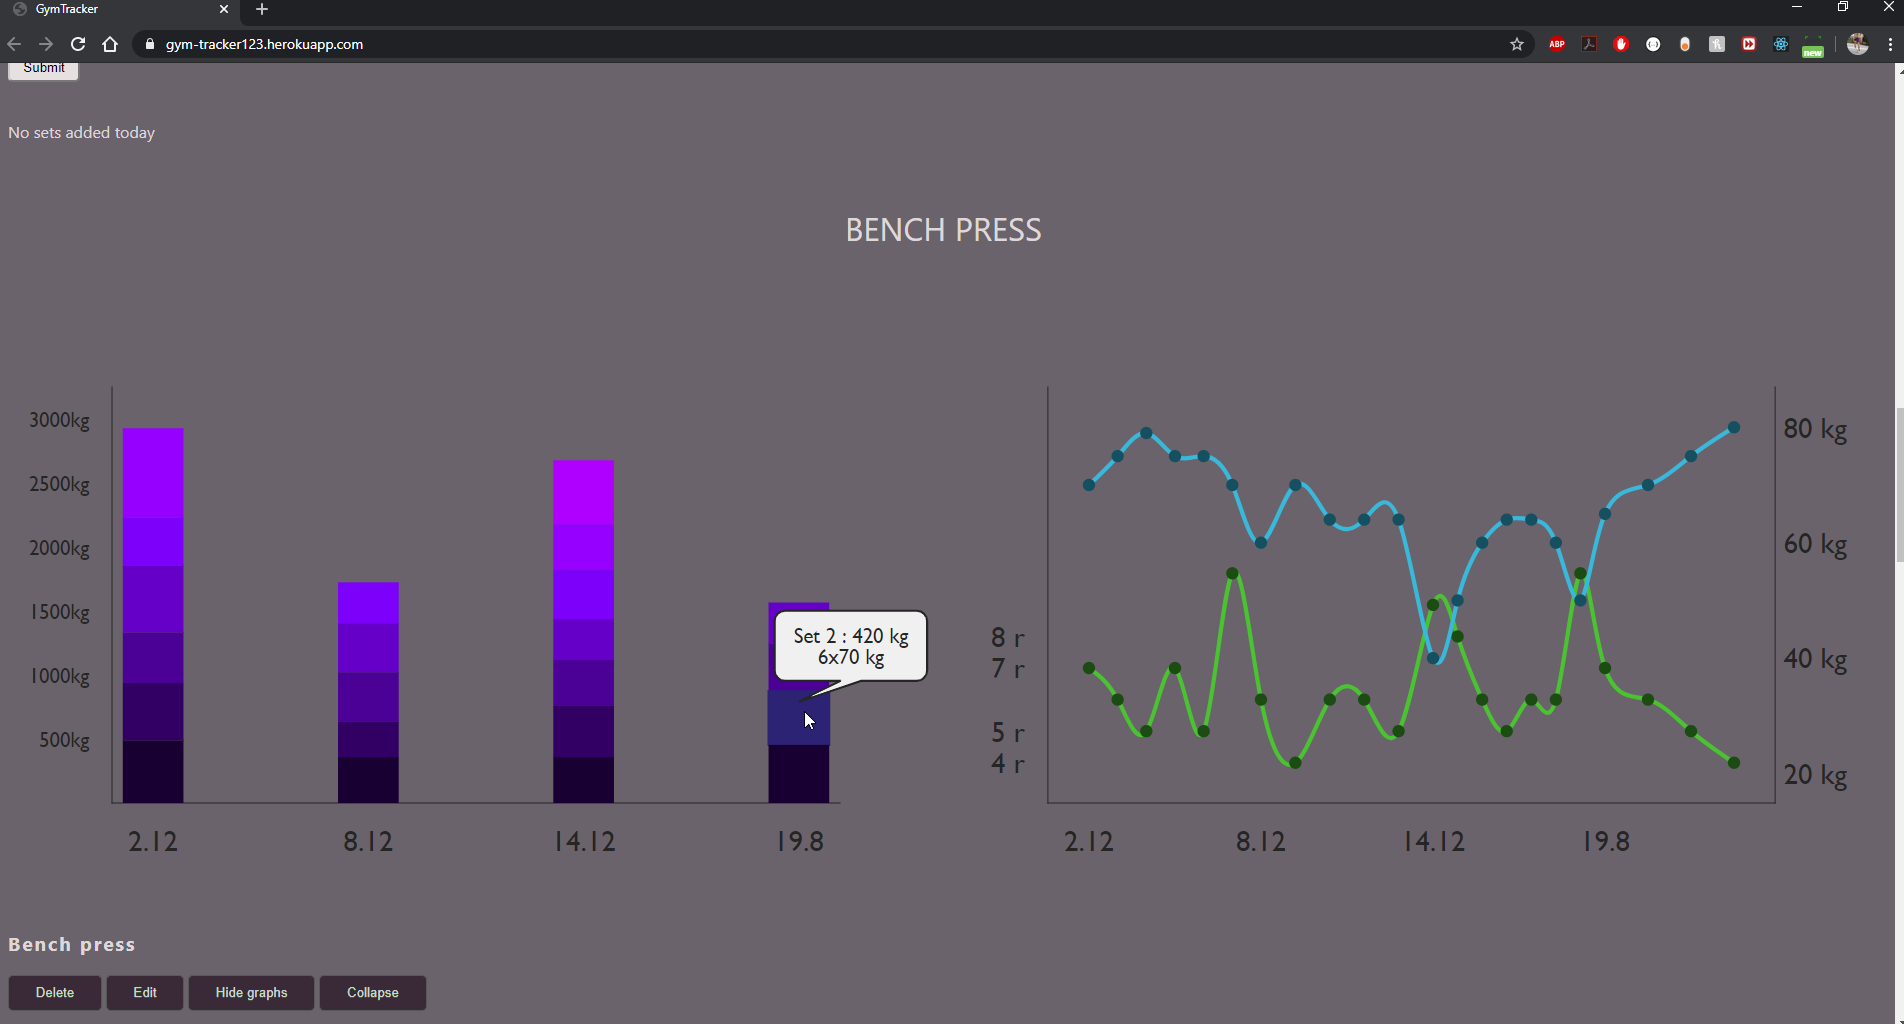 GymTracker
gym-tracker123.herokuapp.com
ABP
new
Submit
No sets added today
BENCH PRESS
3000kg
2500kg
2000kg
1500kg
1000kg
500kg
2.12
8.12
14.12
19.8
Set 2 : 420 kg
6x70 kg
8 r
7 r
5 r
4 r
80 kg
60 kg
40 kg
20 kg
2.12
8.12
14.12
19.8
Bench press
Delete
Edit
Hide graphs
Collapse